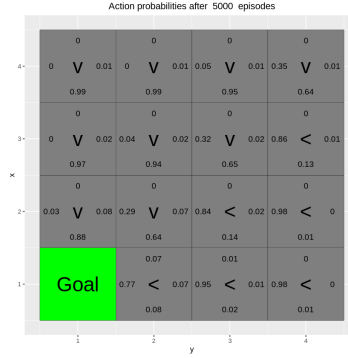 Action probabilities after 5000 episodes
0 0 0 0
4 0 v 0.01 0 v 0.01 0.05 v 0.01 0.35 v 0.01
0.99 0.99 0.95 0.64
0 0 0 0
3 0 v 0.02 0.04 v 0.02 0.32 v 0.02 0.86 < 0.01
0.97 0.94 0.65 0.13
x
0 0 0 0
2 0.03 v 0.08 0.29 v 0.07 0.84 < 0.02 0.98 < 0
0.88 0.64 0.14 0.01
0.07 0.01 0
1 Goal 0.77 < 0.07 0.95 < 0.01 0.98 < 0
0.08 0.02 0.01
1 2 3 4
y